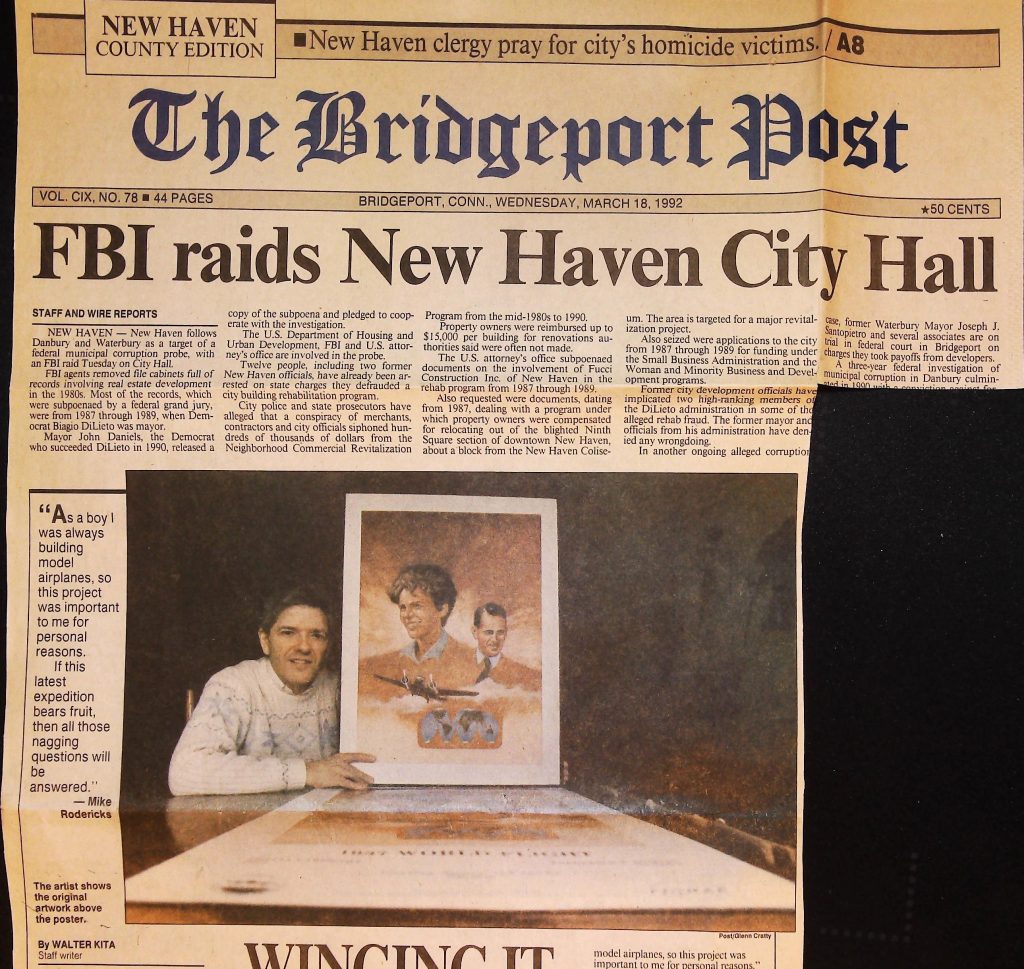 NEW HAVEN
COUNTY EDITION
■New Haven clergy pray for city's homicide victims. / A8
The Bridgeport Post
VOL. CIX, NO. 78 ■ 44 PAGES
BRIDGEPORT, CONN., WEDNESDAY, MARCH 18, 1992
★50 CENTS
FBI raids New Haven City Hall
STAFF AND WIRE REPORTS
NEW HAVEN — New Haven follows
Danbury and Waterbury as a target of a
federal municipal corruption probe, with
an FBI raid Tuesday on City Hall.
FBI agents removed file cabinets full of
records involving real estate development
in the 1980s. Most of the records, which
were subpoenaed by a federal grand jury,
were from 1987 through 1989, when Dem-
ocrat Biagio DiLieto was mayor.
Mayor John Daniels, the Democrat
who succeeded DiLieto in 1990, released a
copy of the subpoena and pledged to coop-
erate with the investigation.
The U.S. Department of Housing and
Urban Development, FBI and U.S. attor-
ney's office are involved in the probe.
Twelve people, including two former
New Haven officials, have already been ar-
rested on state charges they defrauded a
city building rehabilitation program.
City police and state prosecutors have
alleged that a conspiracy of merchants,
contractors and city officials siphoned hun-
dreds of thousands of dollars from the
Neighborhood Commercial Revitalization
Program from the mid-1980s to 1990.
Property owners were reimbursed up to
$15,000 per building for renovations au-
thorities said were often not made.
The U.S. attorney's office subpoenaed
documents on the involvement of Fucci
Construction Inc. of New Haven in the
rehab program from 1987 through 1989.
Also requested were documents, dating
from 1987, dealing with a program under
which property owners were compensated
for relocating out of the blighted Ninth
Square section of downtown New Haven,
about a block from the New Haven Colise-
um. The area is targeted for a major revital-
ization project.
Also seized were applications to the city
from 1987 through 1989 for funding under
the Small Business Administration and the
Woman and Minority Business and Devel-
opment programs.
Former city development officials have
implicated two high-ranking members o
the DiLieto administration in some of the
alleged rehab fraud. The former mayor and
officials from his administration have den-
ied any wrongdoing.
In another ongoing alleged corruption
case, former Waterbury Mayor Joseph J.
Santopietro and several associates are on
trial in federal court in Bridgeport on
charges they took payoffs from developers.
A three-year federal investigation of
municipal corruption in Danbury culmin-
ated in 1990 with a conviction against for
"As a boy I
was always
building
model
airplanes, so
this project
was important
to me for
personal
reasons.
If this
latest
expedition
bears fruit,
then all those
nagging
questions will
be
answered."
— Mike
Rodericks
The artist shows
the original
artwork above
the poster.
1937 WORLD FLIGHT
Post/Glenn Cratty
By WALTER KITA
Staff writer
WINGING IT
model airplanes, so this project was
important to me for personal reasons."